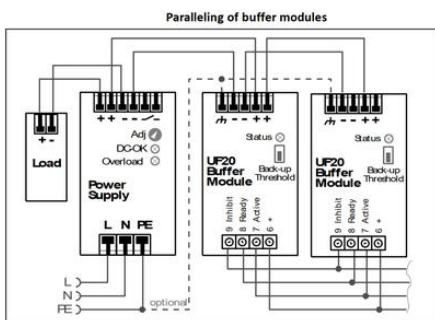 Paralleling of buffer modules
+ + - - -
+ -
Load
Adj
DC-OK
Overload
Power
Supply
L N PE
- - + +
Status
UF20
Buffer
Module
Back-up
Threshold
9 Inhibit
8 Ready
7 Active
6 +
- - + +
Status
UF20
Buffer
Module
Back-up
Threshold
9 Inhibit
8 Ready
7 Active
6 +
L
N
PE
optional